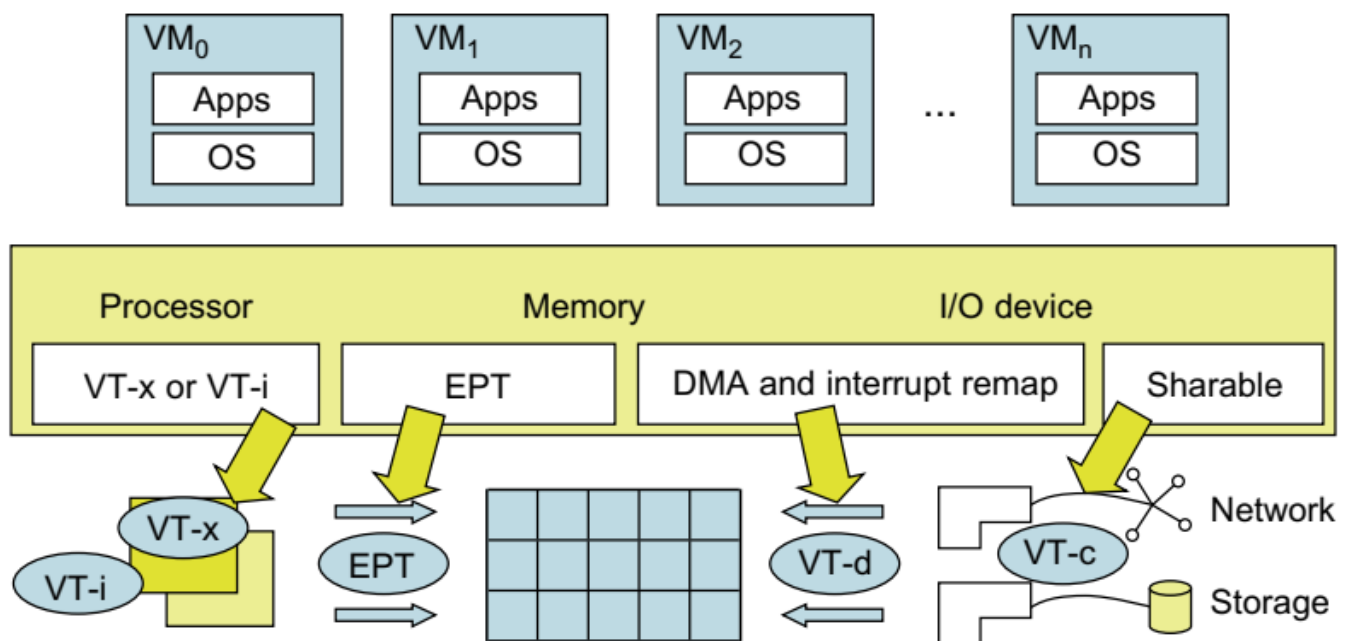 VM0 VM1 VM2 VMn
Apps Apps Apps ... Apps
OS OS OS OS
Processor Memory I/O device
VT-x or VT-i EPT DMA and interrupt remap Sharable
VT-x
Network
EPT VT-d VT-c
VT-i
Storage